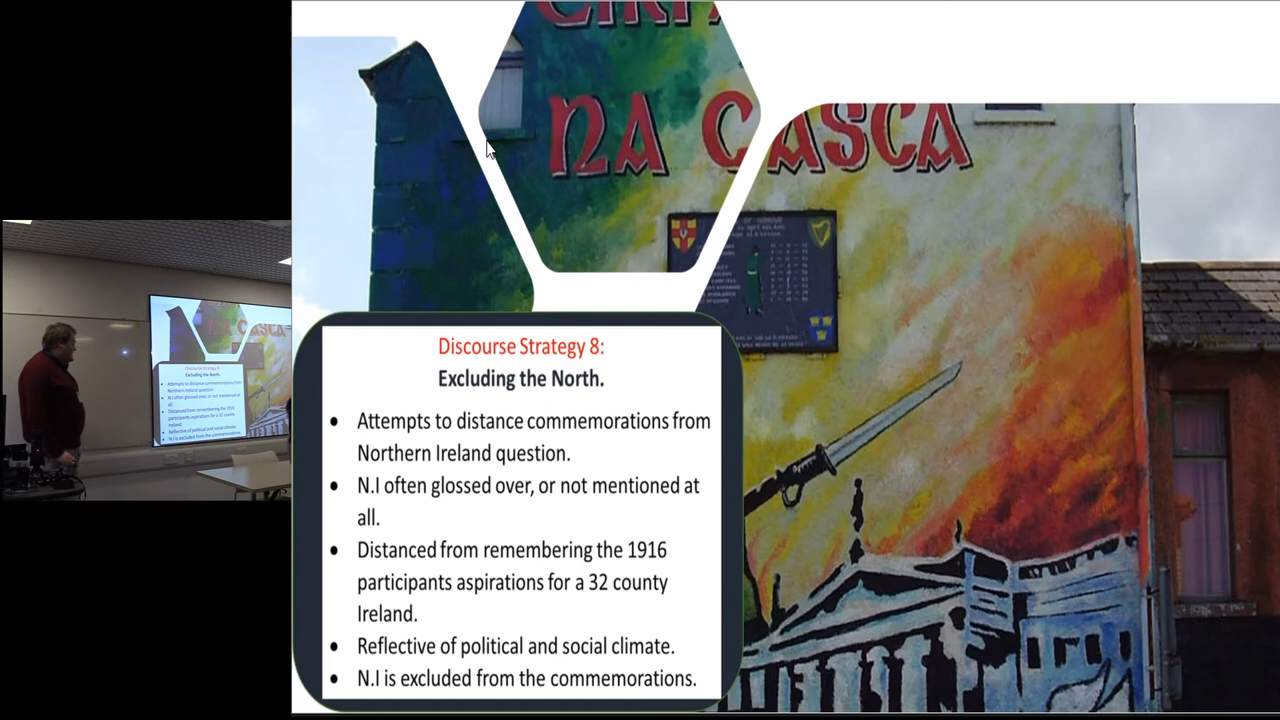 NA CASCA
Discourse Strategy 8:
Excluding the North.
• Attempts to distance commemorations from
Northern Ireland question.
• N.I often glossed over, or not mentioned at
all.
• Distanced from remembering the 1916
participants aspirations for a 32 county
Ireland.
• Reflective of political and social climate.
• N.I is excluded from the commemorations.